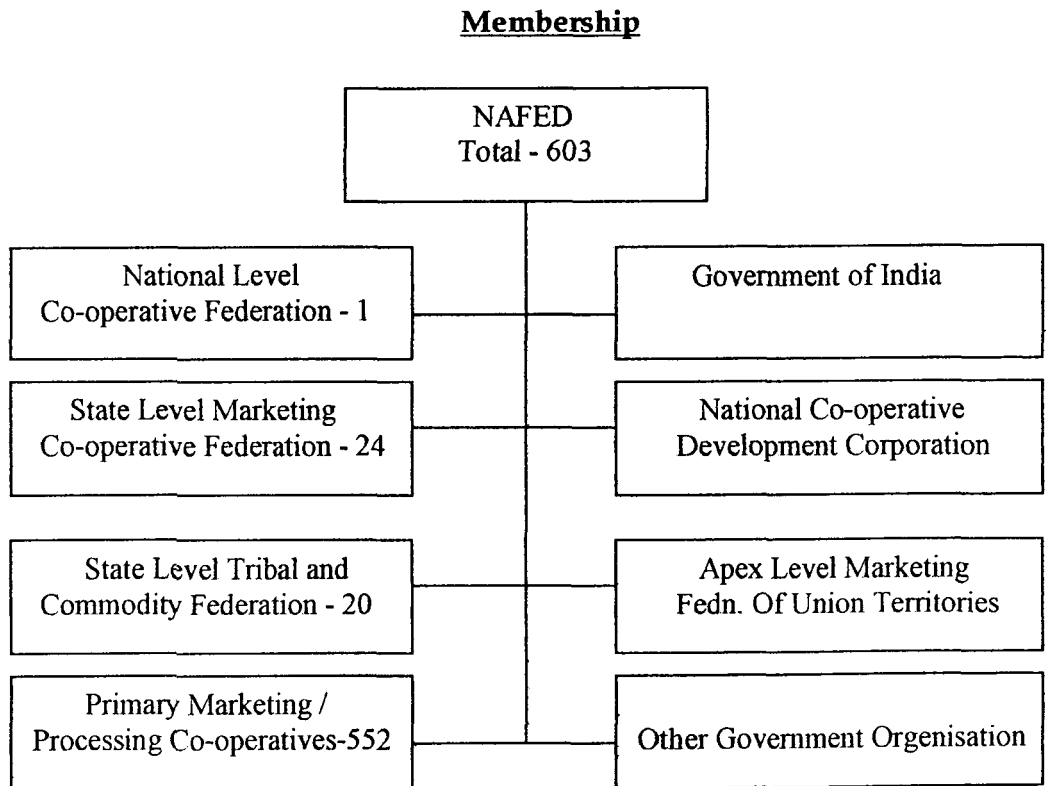 Membership
NAFED
Total - 603
National Level
Co-operative Federation - 1
Government of India
State Level Marketing
Co-operative Federation - 24
National Co-operative
Development Corporation
State Level Tribal and
Commodity Federation - 20
Apex Level Marketing
Fedn. Of Union Territories
Primary Marketing /
Processing Co-operatives-552
Other Government Orgenisation